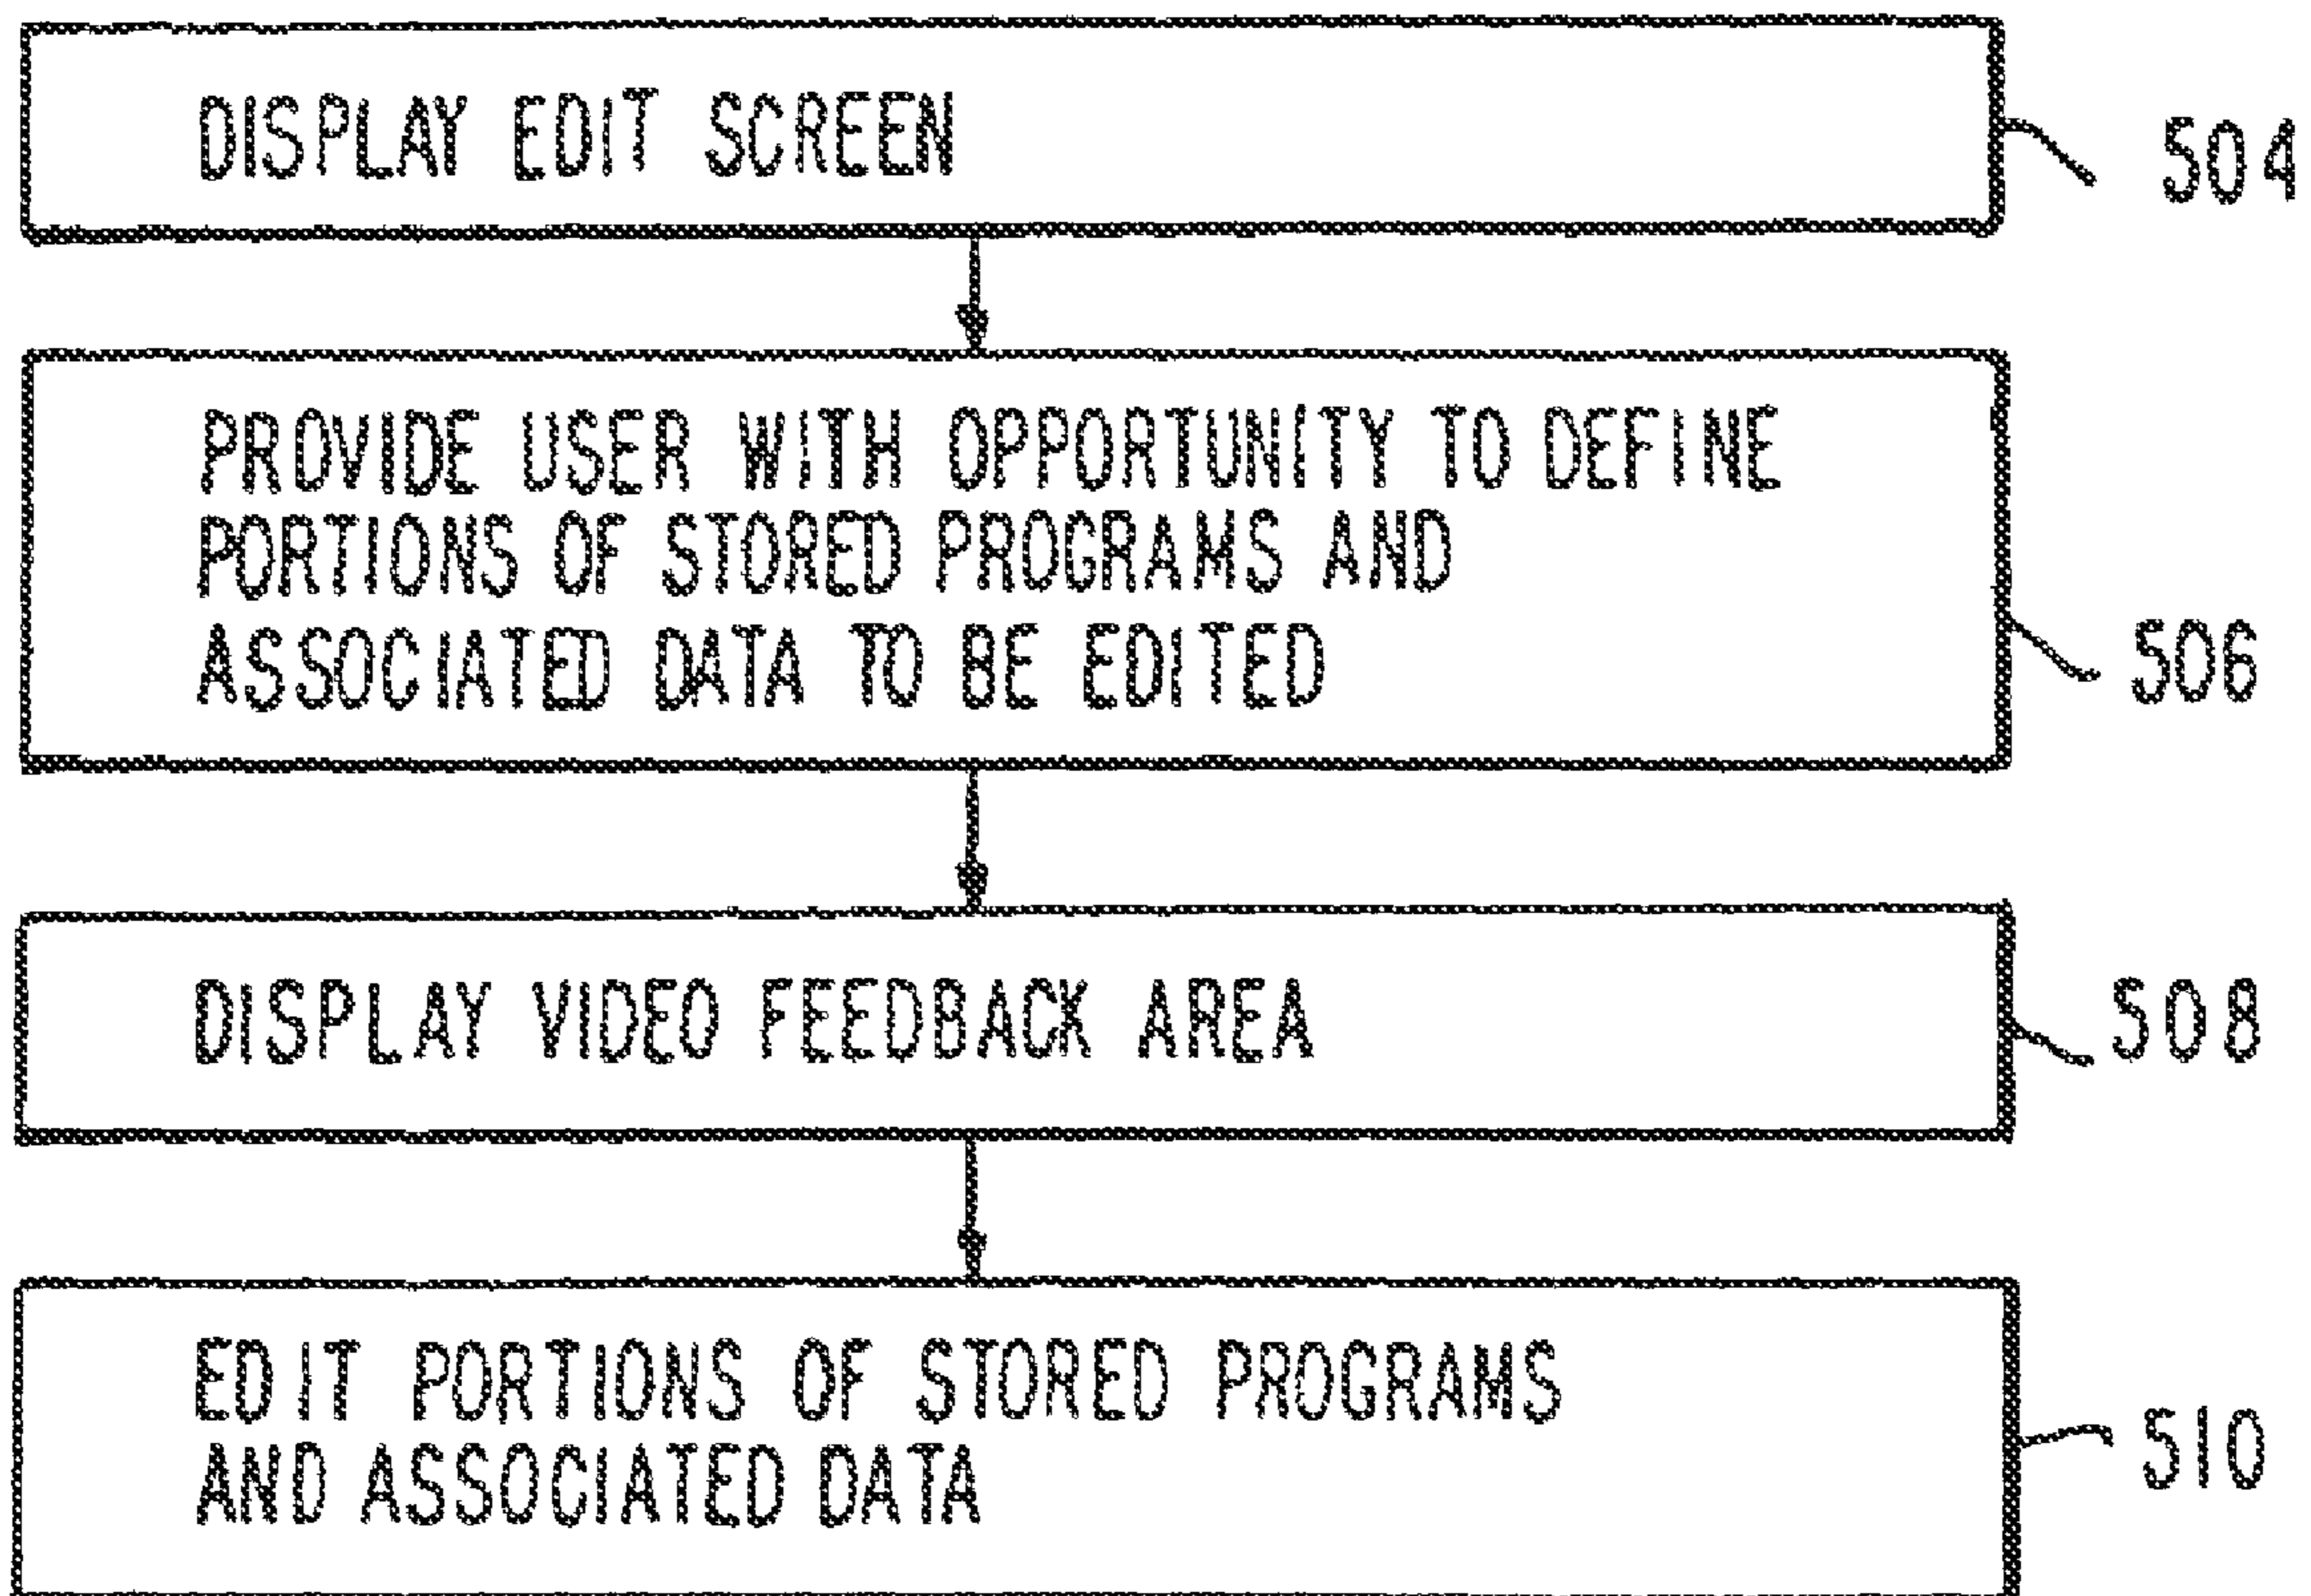 DISPLAY EDIT SCREEN
504
PROVIDE USER WITH OPPORTUNITY TO DEFINE
PORTIONS OF STORED PROGRAMS AND
ASSOCIATED DATA TO BE EDITED
506
DISPLAY VIDEO FEEDBACK AREA
508
EDIT PORTIONS OF STORED PROGRAMS
AND ASSOCIATED DATA
510